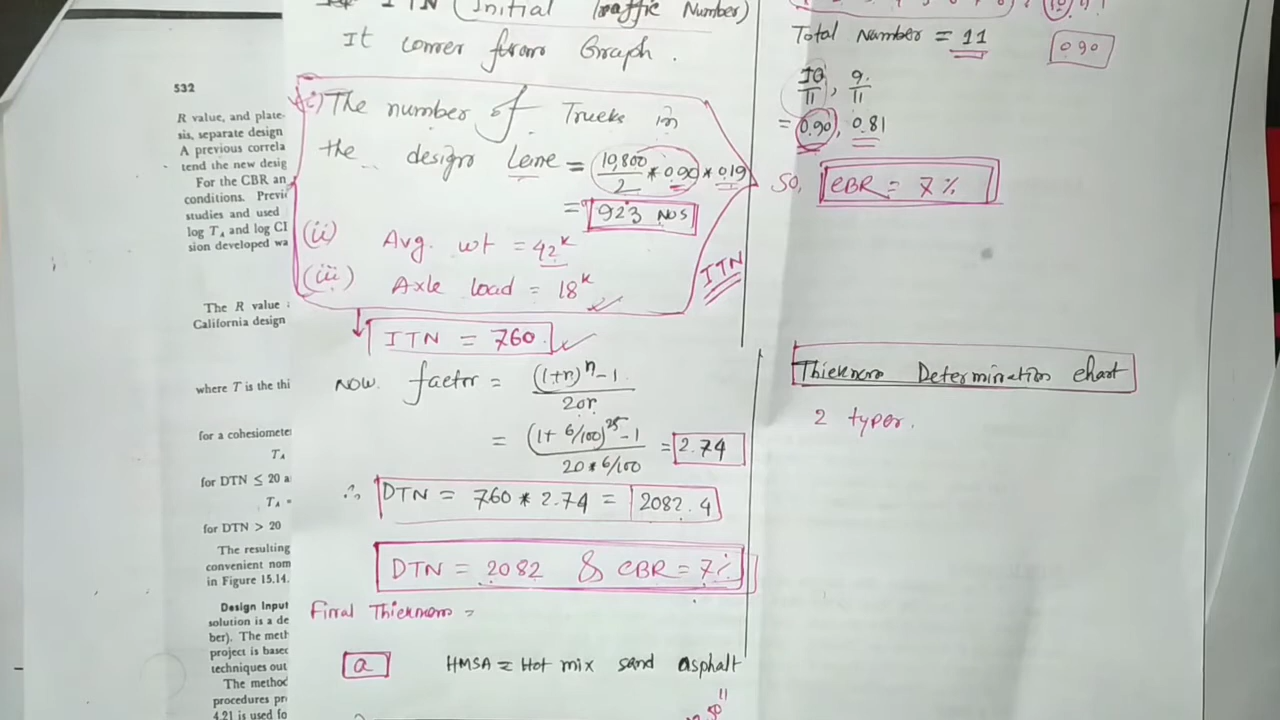 532
R value, and plate-
sis, separate design
A previous correla
tend the new desig
For the CBR an
conditions. Previ
studies and used
log TA and log CI
sion developed wa
The R value
California design
where T is the thi
for a cohesiomete
TA
for DTN ≤ 20 a
TA =
for DTN > 20
The resulting
convenient nom
in Figure 15.14.
Design Input
solution is a de
ber). The meth
project is based
techniques out
The method
procedures pr
4.21 is used fo
ITN (Initial Traffic Number)
It comes from Graph.
i) The number of Trucks in
the design Lane = 10,800/2 * 0.90 * 0.19
= 923 Nos
(ii) Avg. wt = 42ᵏ
(iii) Axle load = 18ᵏ
ITN
ITN = 760
Now. factor = ((1+r)ⁿ - 1)/20r
= ((1 + 6/100)²⁵ - 1)/(20 * 6/100) = 2.74
∴ DTN = 760 * 2.74 = 2082.4
DTN = 2082 & CBR = 7%
Final Thickness =
a HMSA = Hot mix sand asphalt
Total Number = 11
0.90
10/11, 9/11
= 0.90, 0.81
So, CBR = 7%
Thickness Determination chart
2 types.